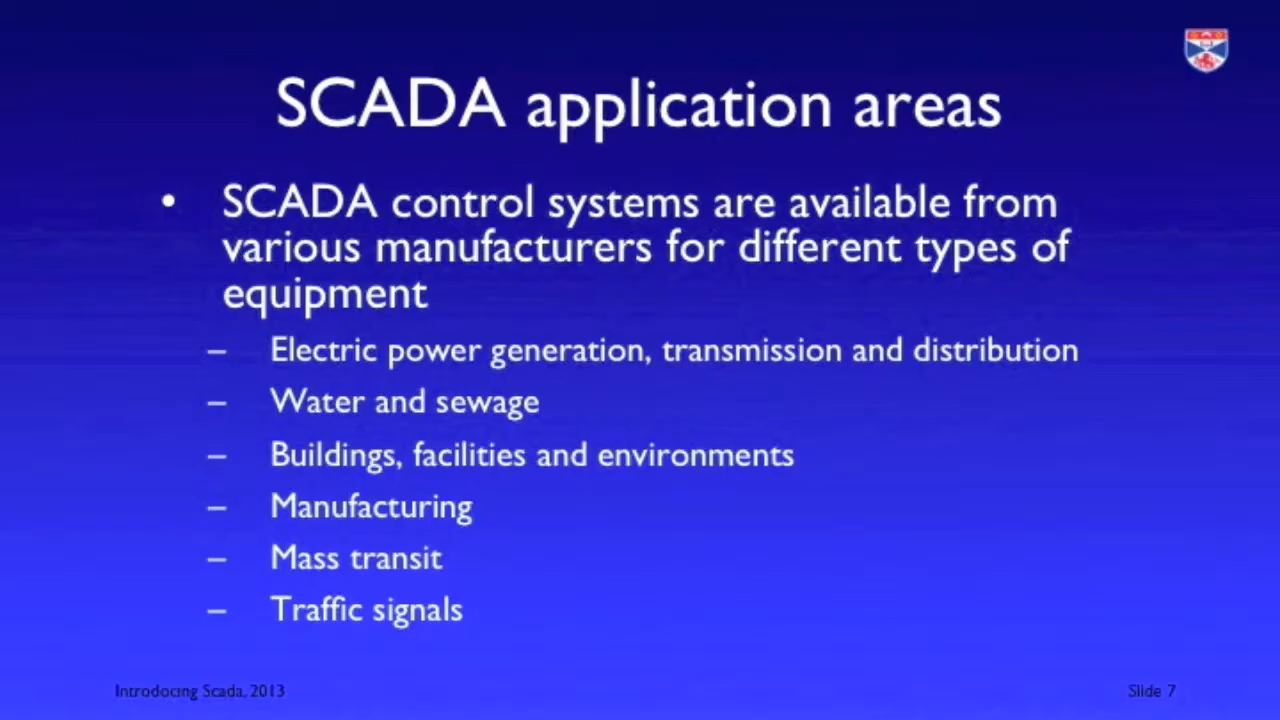 SCADA application areas
• SCADA control systems are available from
various manufacturers for different types of
equipment
– Electric power generation, transmission and distribution
– Water and sewage
– Buildings, facilities and environments
– Manufacturing
– Mass transit
– Traffic signals
Introdocing Scada, 2013
Slide 7